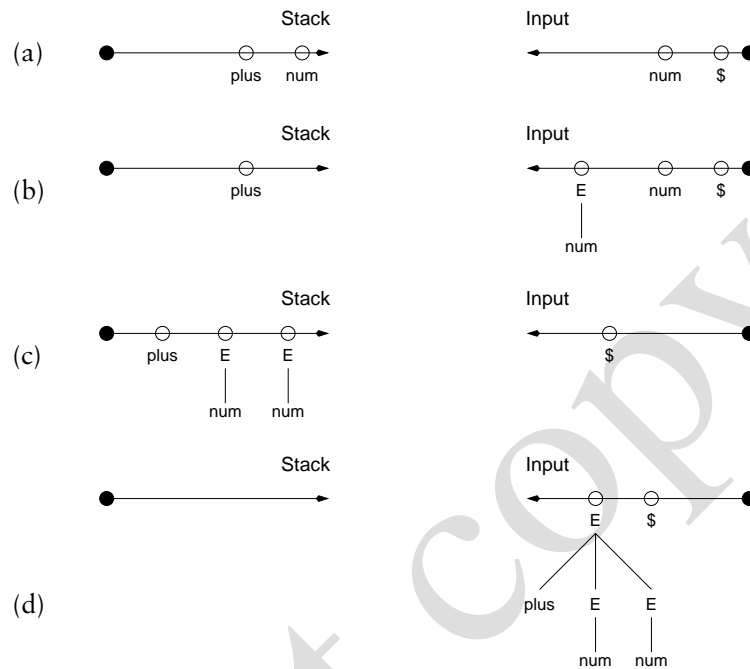 Stack Input
(a)
plus num num $
Stack Input
(b)
plus E num $
num
Stack Input
(c)
plus E E $
num num
Stack Input
E $
(d)
plus E E
num num
t copy